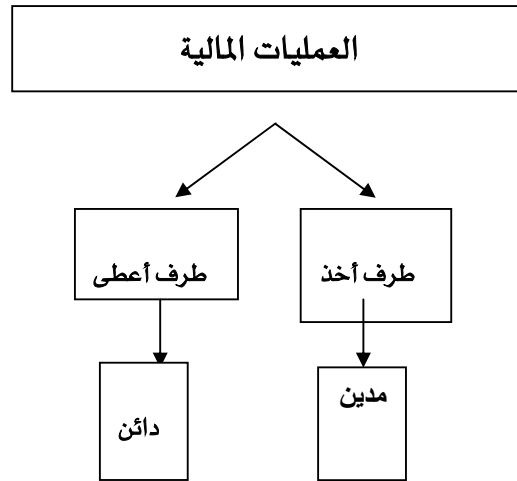 العمليات المالية
طرف أخذ
طرف أعطى
مدين
دائن